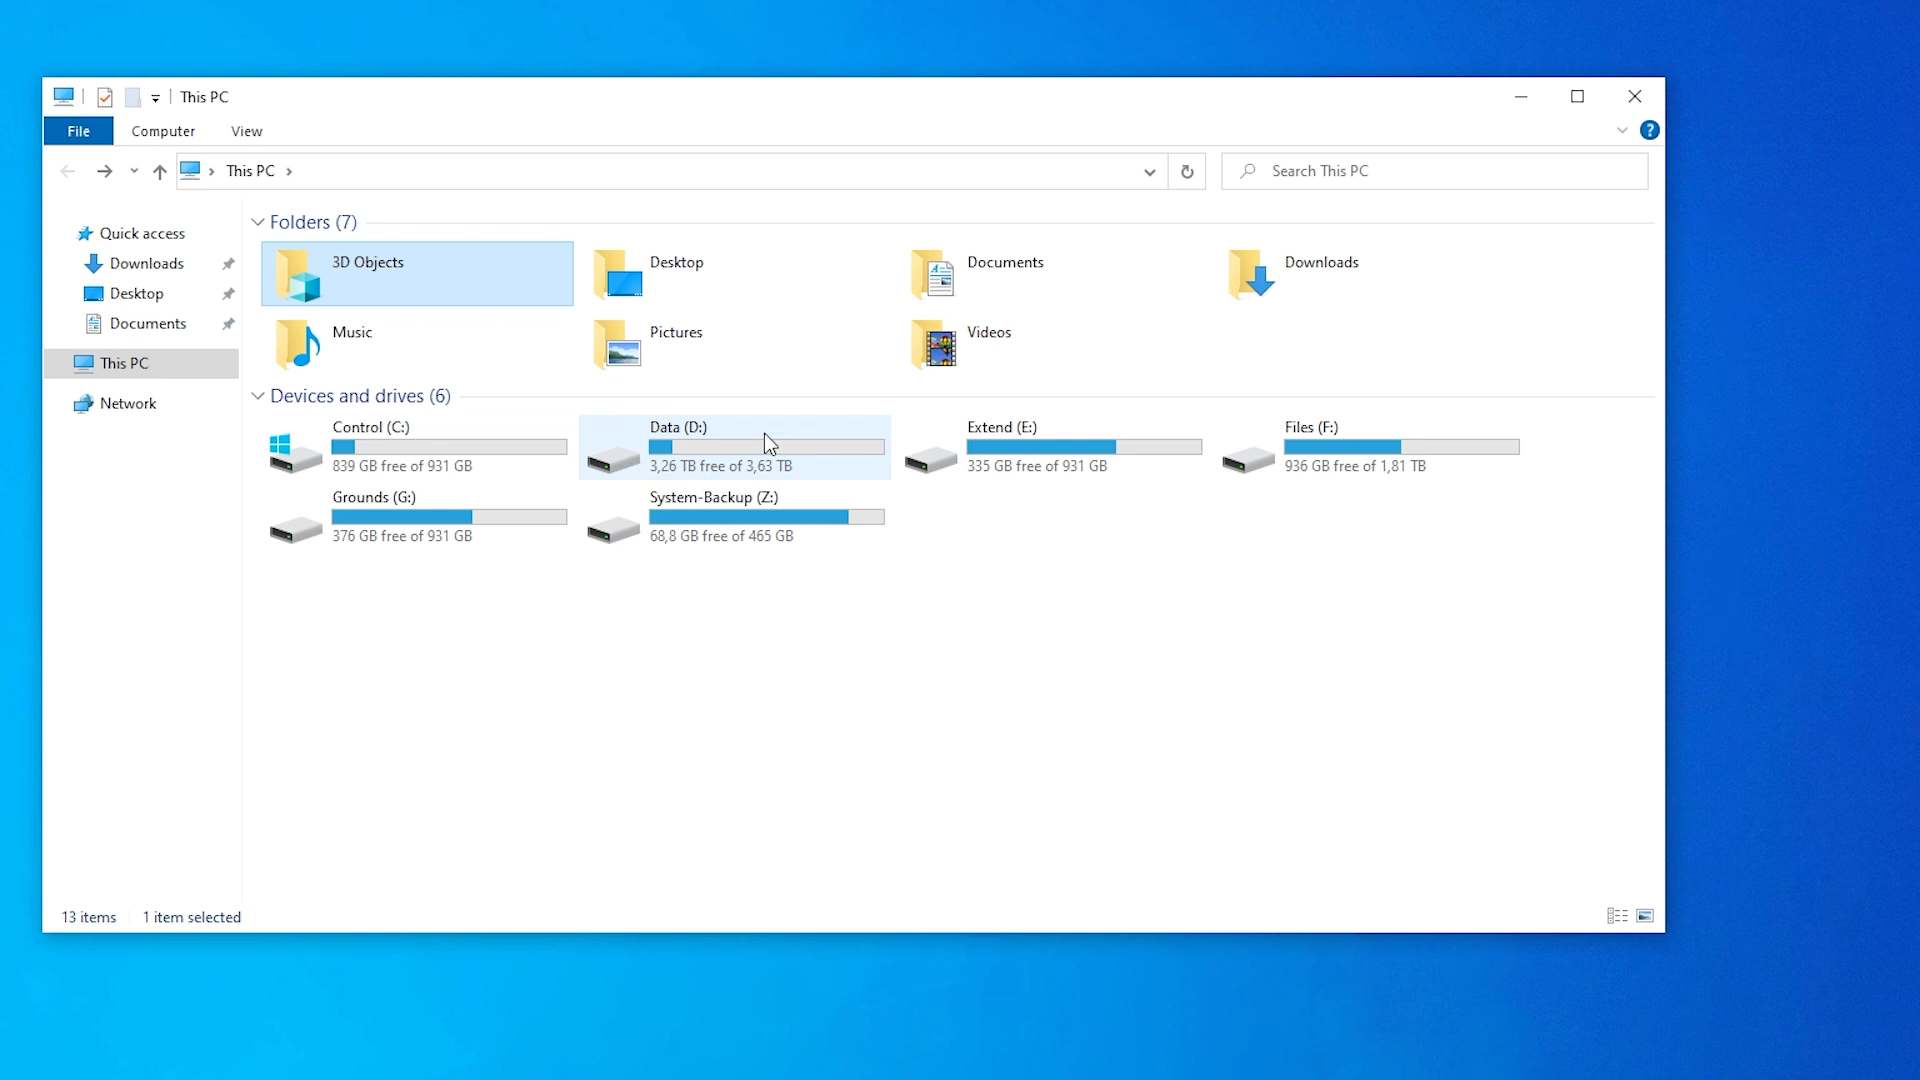 This PC
File Computer View
This PC
Search This PC
Quick access
Downloads
Desktop
Documents
This PC
Network
Folders (7)
3D Objects
Desktop
Documents
Downloads
Music
Pictures
Videos
Devices and drives (6)
Control (C:)
839 GB free of 931 GB
Data (D:)
3,26 TB free of 3,63 TB
Extend (E:)
335 GB free of 931 GB
Files (F:)
936 GB free of 1,81 TB
Grounds (G:)
376 GB free of 931 GB
System-Backup (Z:)
68,8 GB free of 465 GB
13 items 1 item selected